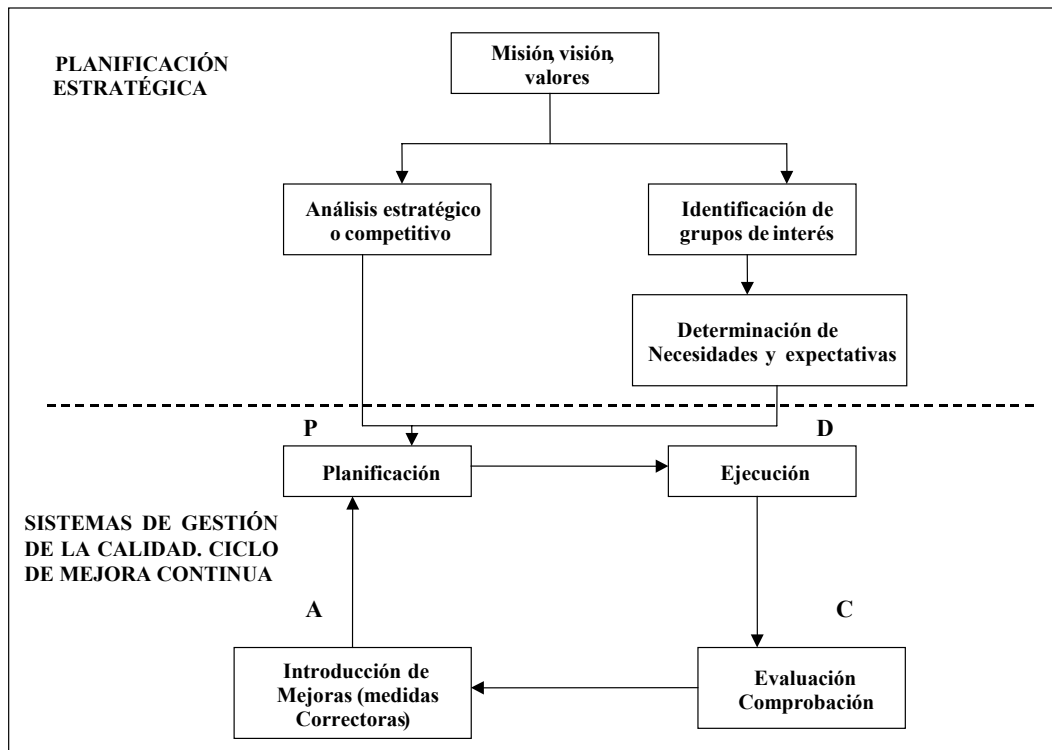 Misión, visión,
valores
PLANIFICACIÓN
ESTRATÉGICA
Análisis estratégico
o competitivo
Identificación de
grupos de interés
Determinación de
Necesidades y expectativas
P
D
Planificación
Ejecución
SISTEMAS DE GESTIÓN
DE LA CALIDAD. CICLO
DE MEJORA CONTINUA
A
C
Introducción de
Mejoras (medidas
Correctoras)
Evaluación
Comprobación